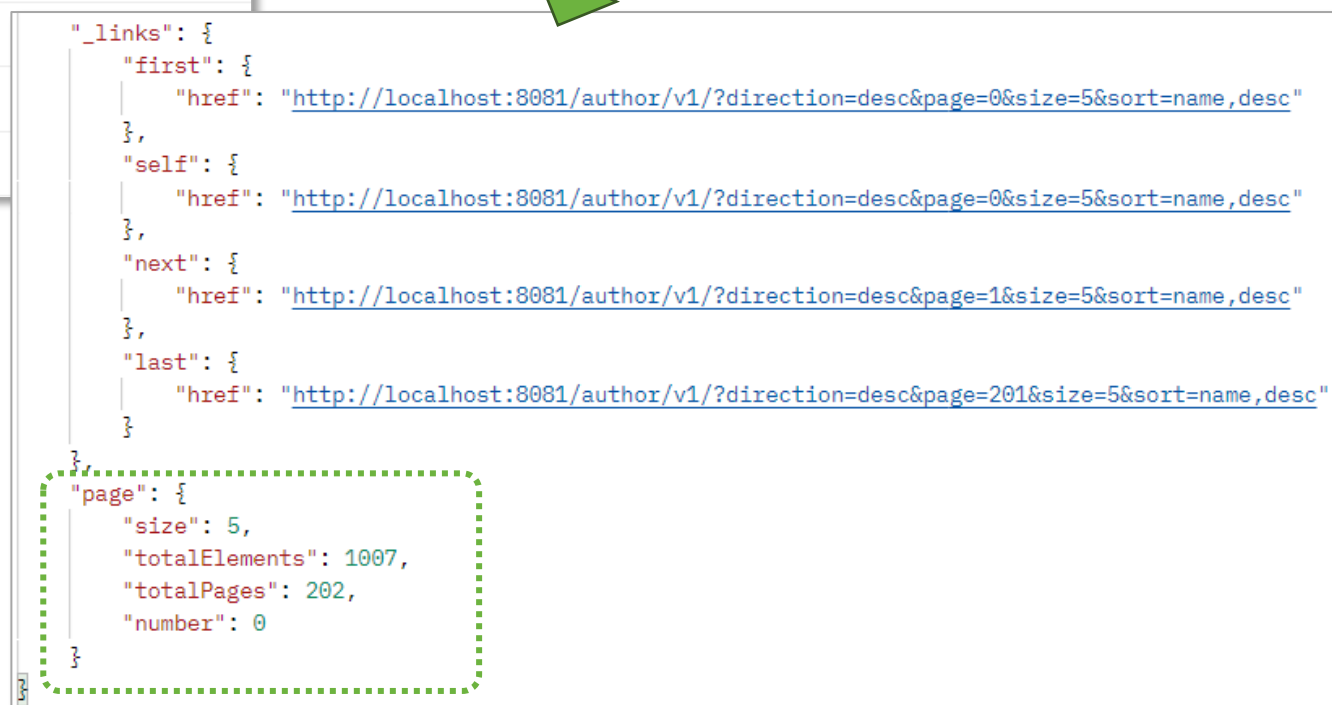 "_links": {
"first": {
"href": "http://localhost:8081/author/v1/?direction=desc&page=0&size=5&sort=name,desc"
},
"self": {
"href": "http://localhost:8081/author/v1/?direction=desc&page=0&size=5&sort=name,desc"
},
"next": {
"href": "http://localhost:8081/author/v1/?direction=desc&page=1&size=5&sort=name,desc"
},
"last": {
"href": "http://localhost:8081/author/v1/?direction=desc&page=201&size=5&sort=name,desc"
}
},
"page": {
"size": 5,
"totalElements": 1007,
"totalPages": 202,
"number": 0
}
}